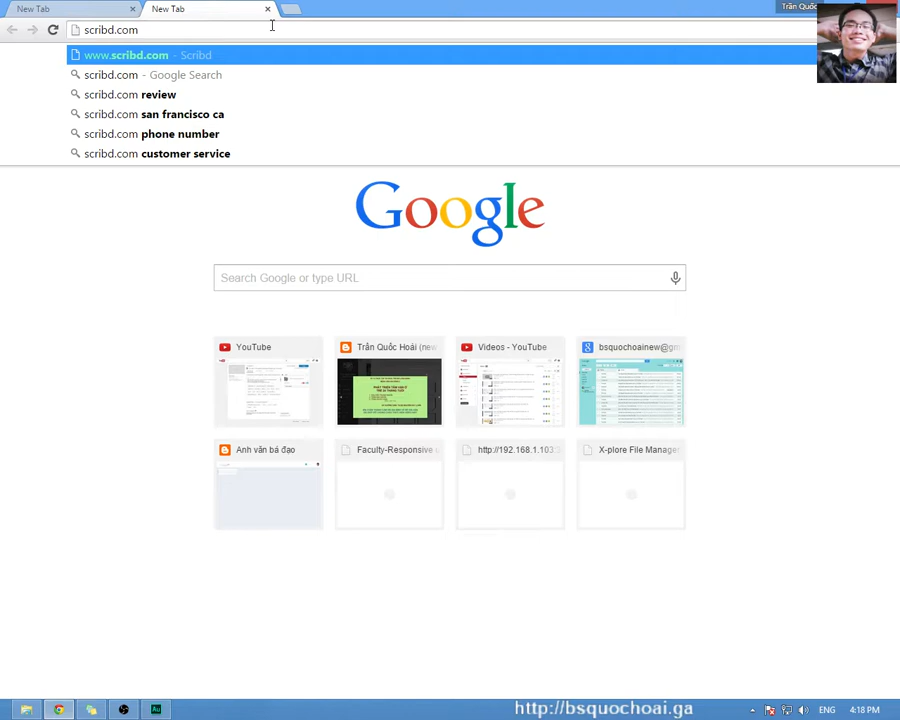 New Tab
New Tab
Trần Quốc
scribd.com
www.scribd.com - Scribd
scribd.com - Google Search
scribd.com review
scribd.com san francisco ca
scribd.com phone number
scribd.com customer service
Google
Search Google or type URL
YouTube
Trần Quốc Hoài (new
Videos - YouTube
bsquochoainew@gm
Anh văn bá đạo
Faculty-Responsive u
http://192.168.1.103:2
X-plore File Manager
Au
http://bsquochoai.ga
ENG
4:18 PM